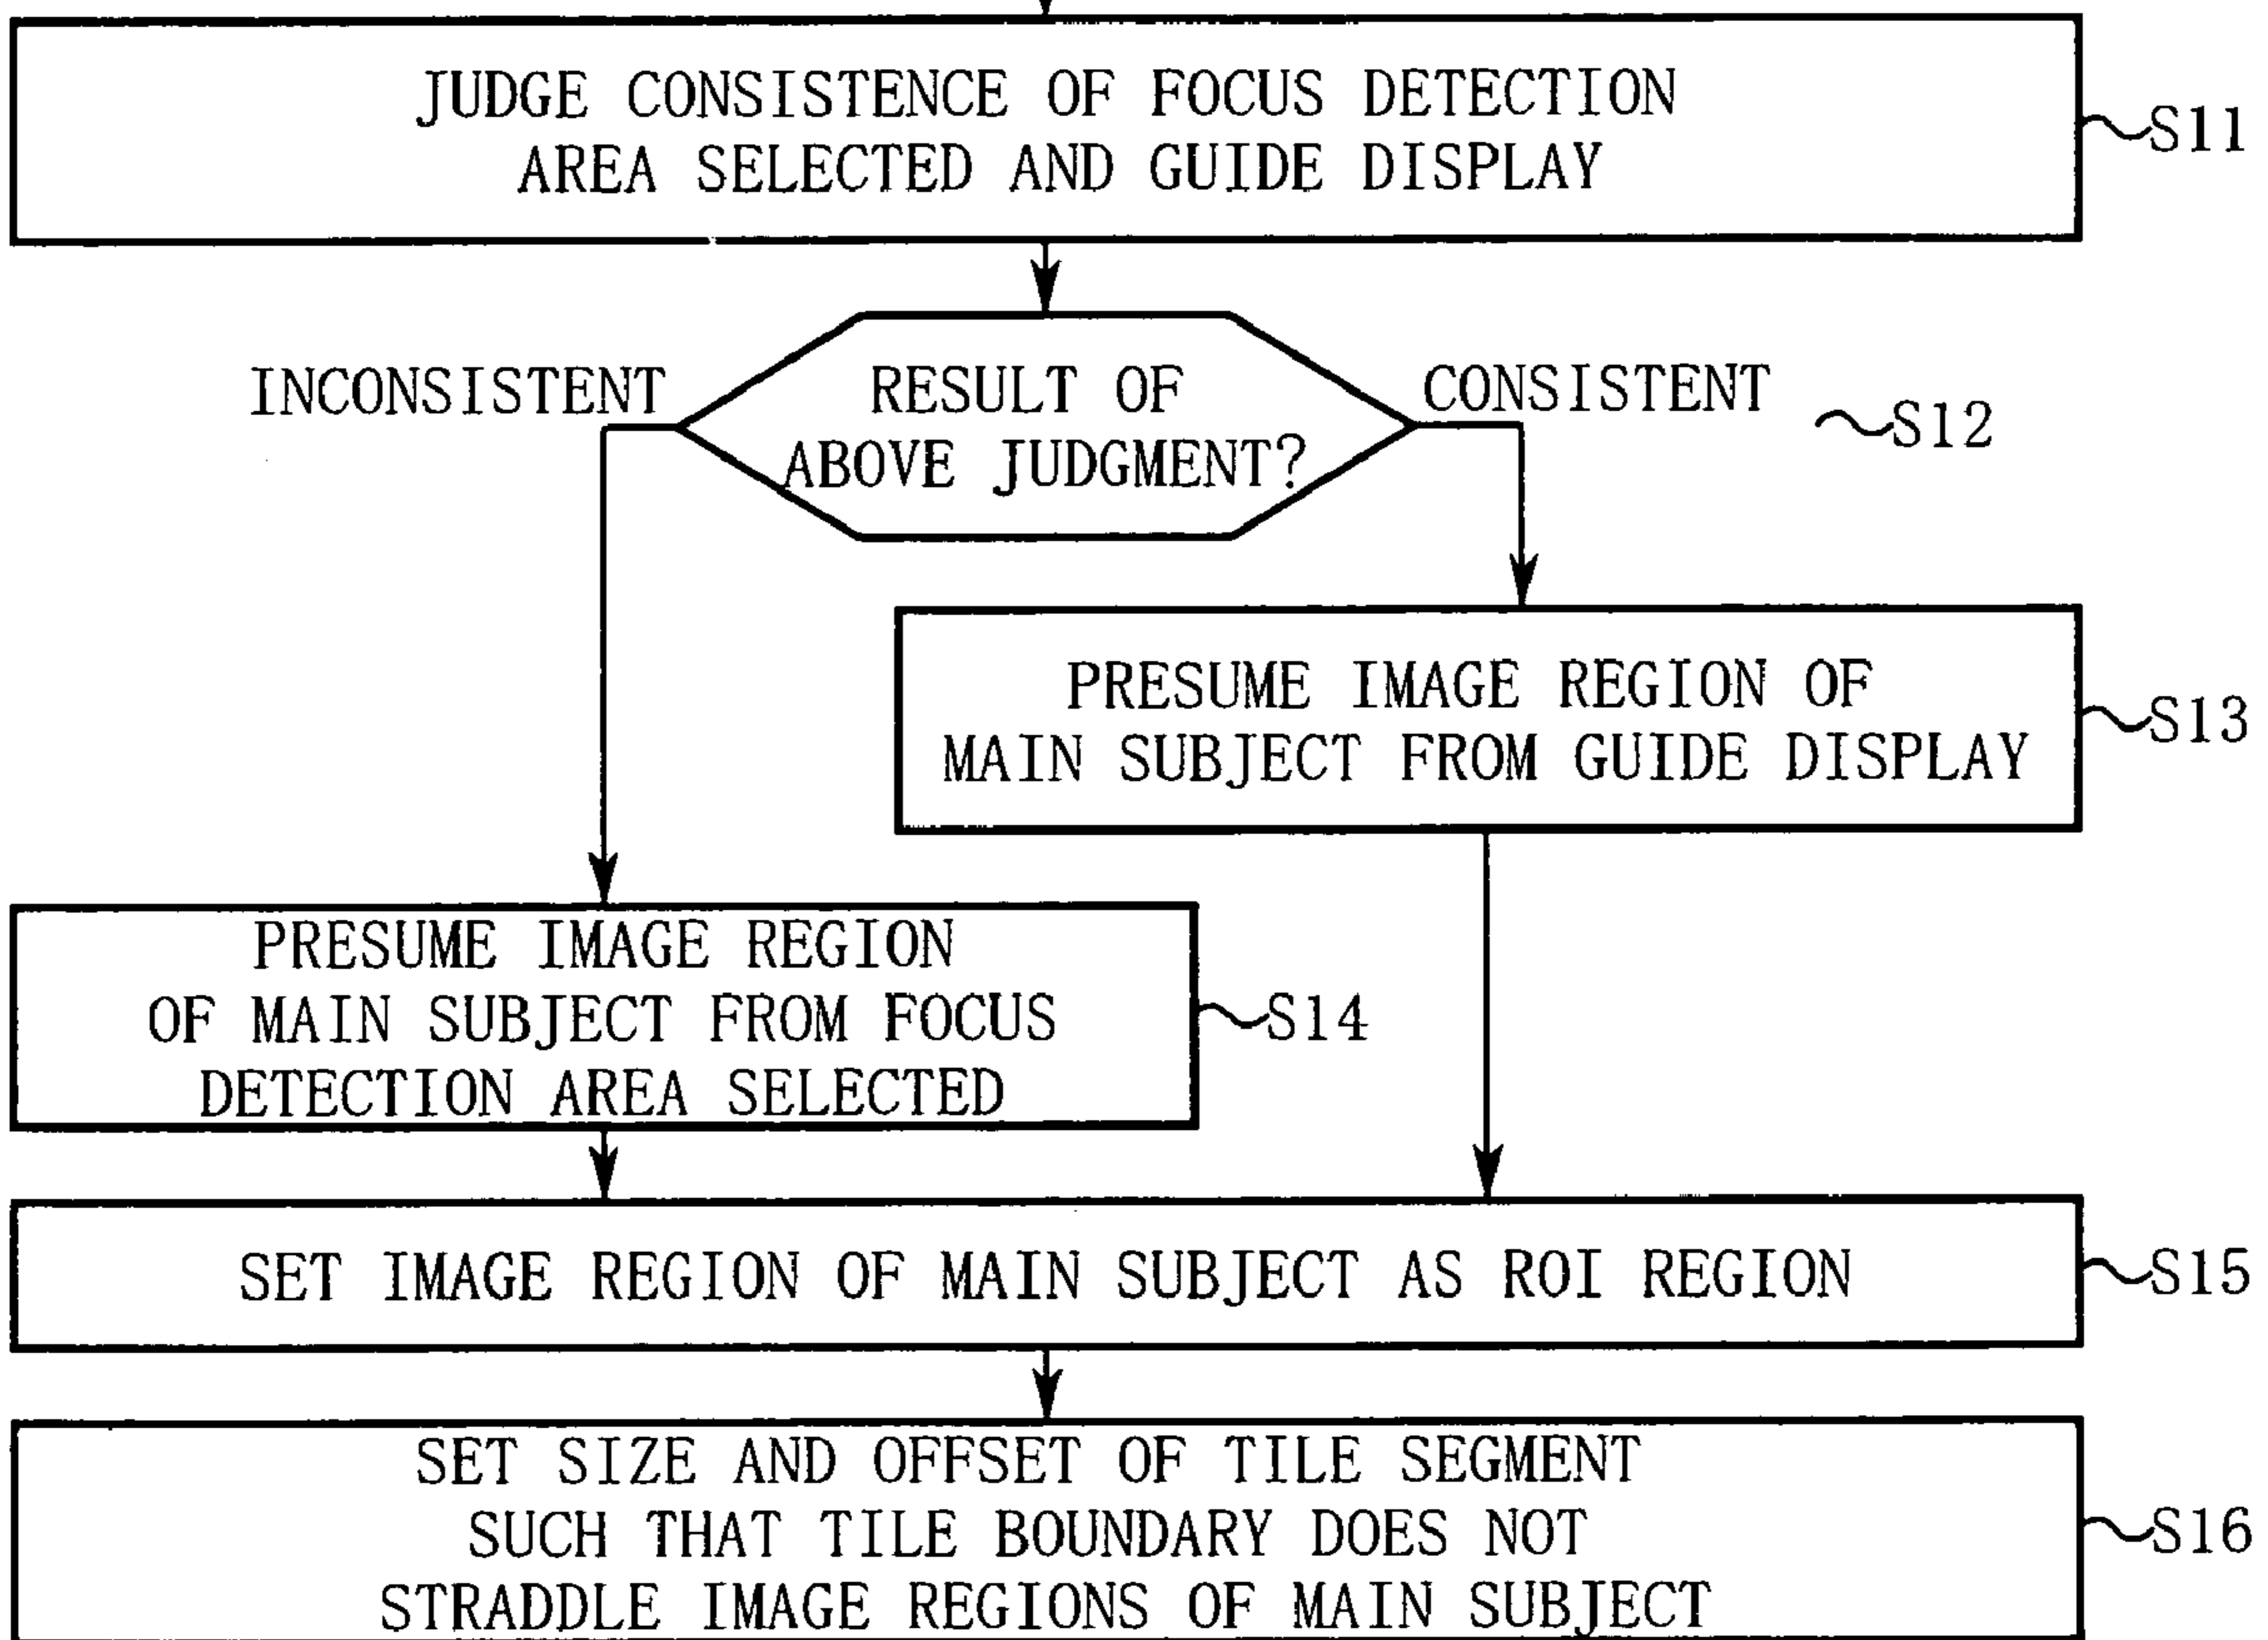 JUDGE CONSISTENCE OF FOCUS DETECTION
AREA SELECTED AND GUIDE DISPLAY
S11
INCONSISTENT
RESULT OF
ABOVE JUDGMENT?
CONSISTENT
S12
PRESUME IMAGE REGION OF
MAIN SUBJECT FROM GUIDE DISPLAY
S13
PRESUME IMAGE REGION
OF MAIN SUBJECT FROM FOCUS
DETECTION AREA SELECTED
S14
SET IMAGE REGION OF MAIN SUBJECT AS ROI REGION
S15
SET SIZE AND OFFSET OF TILE SEGMENT
SUCH THAT TILE BOUNDARY DOES NOT
STRADDLE IMAGE REGIONS OF MAIN SUBJECT
S16